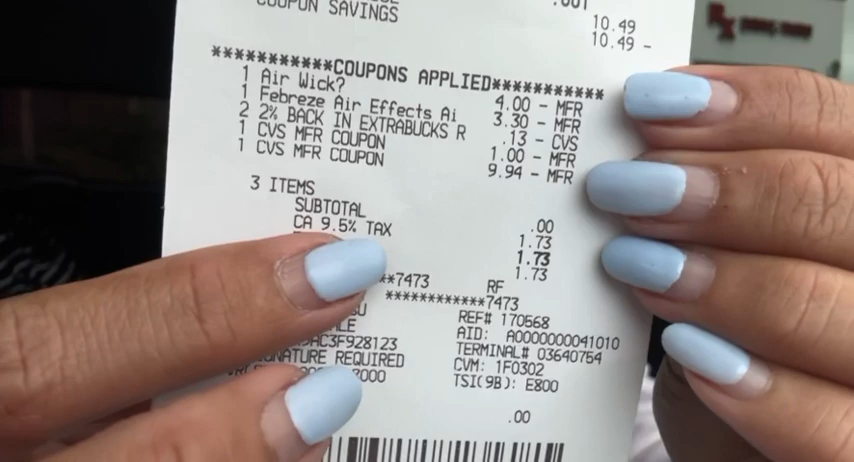 COUPON SAVINGS 10.49
10.49 -
***********COUPONS APPLIED***********
1 Air Wick? 4.00 - MFR
1 Febreze Air Effects Ai 3.30 - MFR
2 2% BACK IN EXTRABUCKS R .13 - CVS
1 CVS MFR COUPON 1.00 - MFR
1 CVS MFR COUPON 9.94 - MFR
3 ITEMS
SUBTOTAL .00
CA 9.5% TAX 1.73
1.73
1.73
**7473 RF
************7473
REF# 170568
AID: A0000000041010
AC3F928123 TERMINAL# 03640754
NATURE REQUIRED CVM: 1F0302
TSI(9B): E800
.00